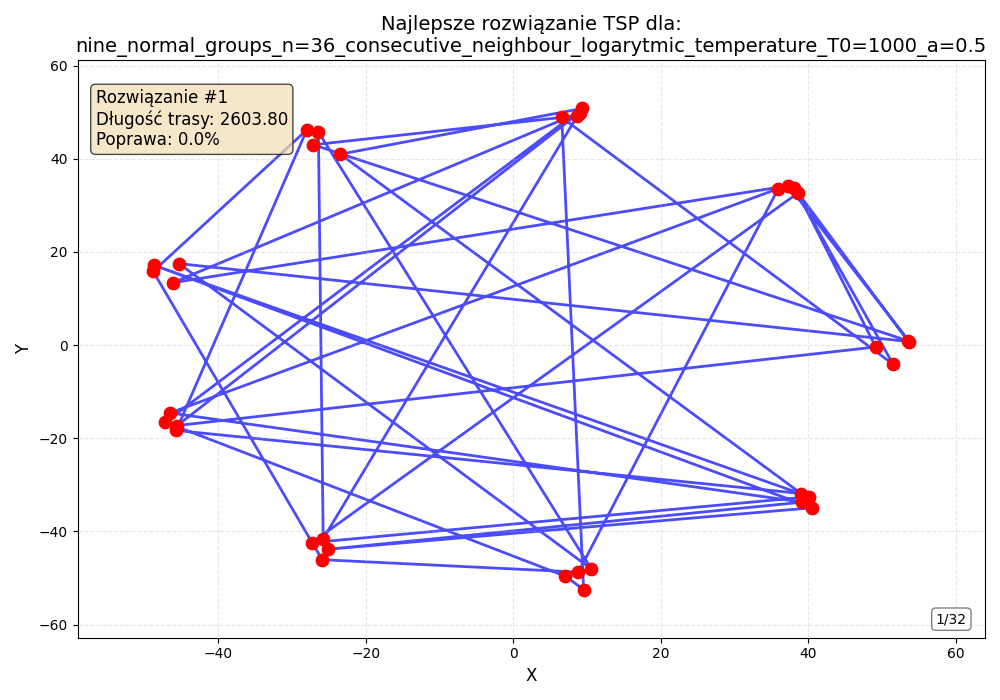 Najlepsze rozwiązanie TSP dla:
nine_normal_groups_n=36_consecutive_neighbour_logarytmic_temperature_T0=1000_a=0.5
Rozwiązanie #1
Długość trasy: 2603.80
Poprawa: 0.0%
60
40
20
0
−20
−40
−60
Y
1/32
−40
−20
0
20
40
60
X